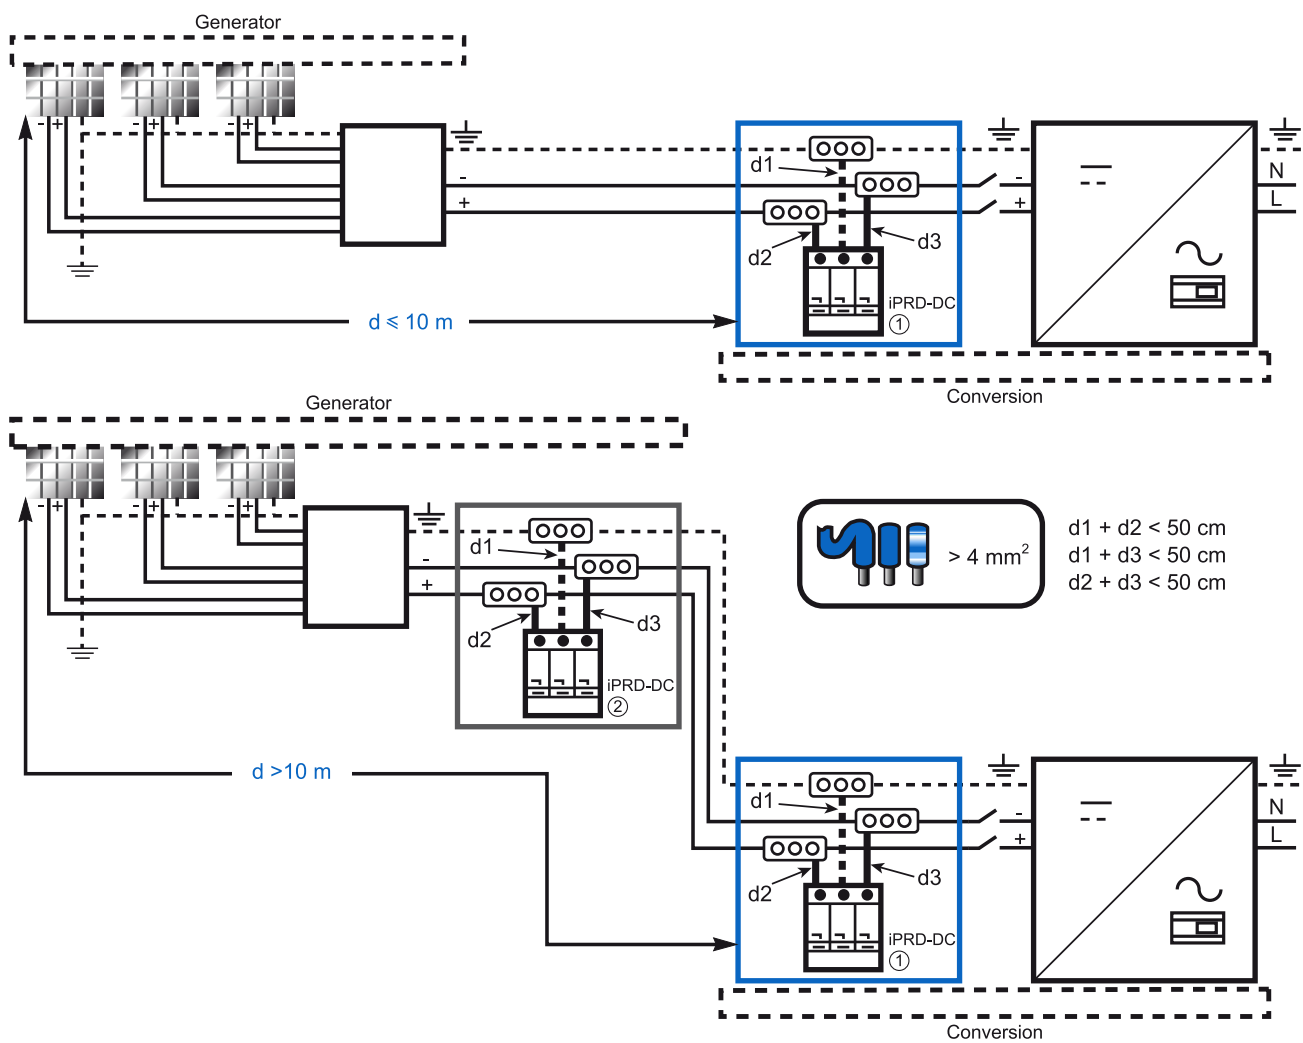 Generator
- + - + - +
-
+
d1
d2
d3
iPRD-DC
①
-
+
N
L
d ⩽ 10 m
Conversion
Generator
- + - + - +
-
+
d1
d2
d3
iPRD-DC
②
> 4 mm²
d1 + d2 < 50 cm
d1 + d3 < 50 cm
d2 + d3 < 50 cm
d >10 m
d1
d2
d3
iPRD-DC
①
-
+
N
L
Conversion